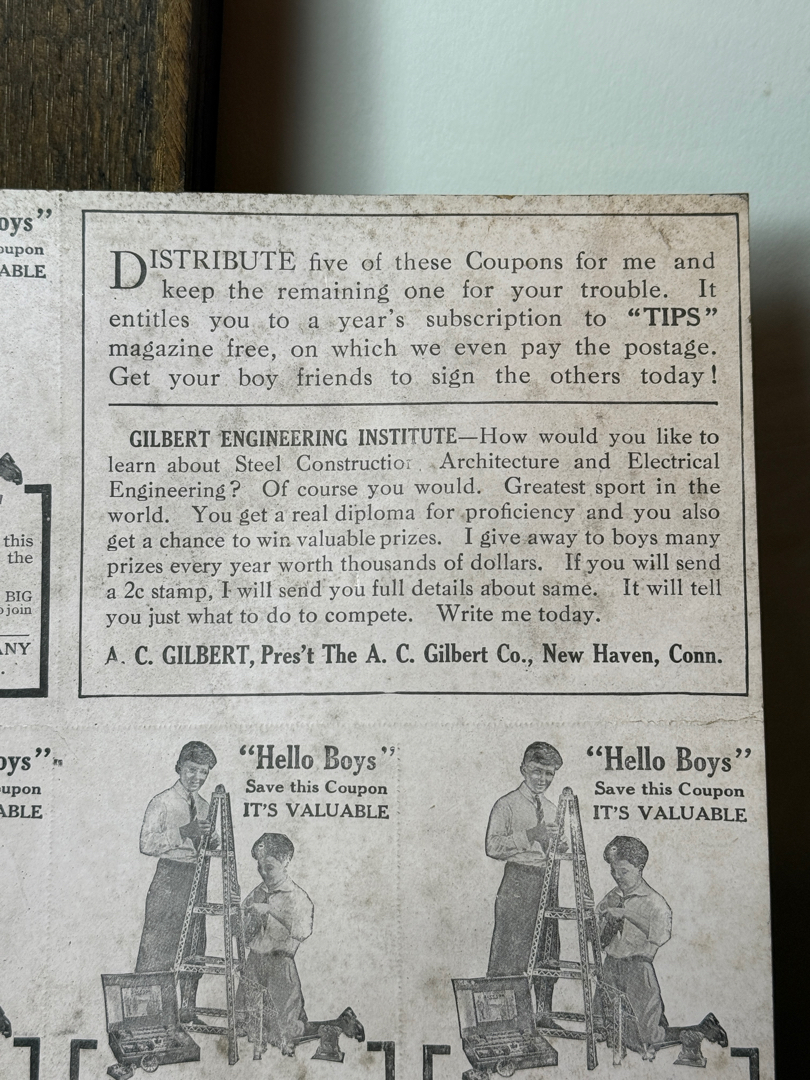 oys”
oupon
ABLE
DISTRIBUTE five of these Coupons for me and
keep the remaining one for your trouble. It
entitles you to a year's subscription to “TIPS”
magazine free, on which we even pay the postage.
Get your boy friends to sign the others today!
GILBERT ENGINEERING INSTITUTE—How would you like to
learn about Steel Constructior Architecture and Electrical
Engineering? Of course you would. Greatest sport in the
world. You get a real diploma for proficiency and you also
get a chance to win valuable prizes. I give away to boys many
prizes every year worth thousands of dollars. If you will send
a 2c stamp, I will send you full details about same. It will tell
you just what to do to compete. Write me today.
A. C. GILBERT, Pres't The A. C. Gilbert Co., New Haven, Conn.
this
the
BIG
join
ANY
oys”
oupon
ABLE
“Hello Boys”
Save this Coupon
IT'S VALUABLE
“Hello Boys”
Save this Coupon
IT'S VALUABLE